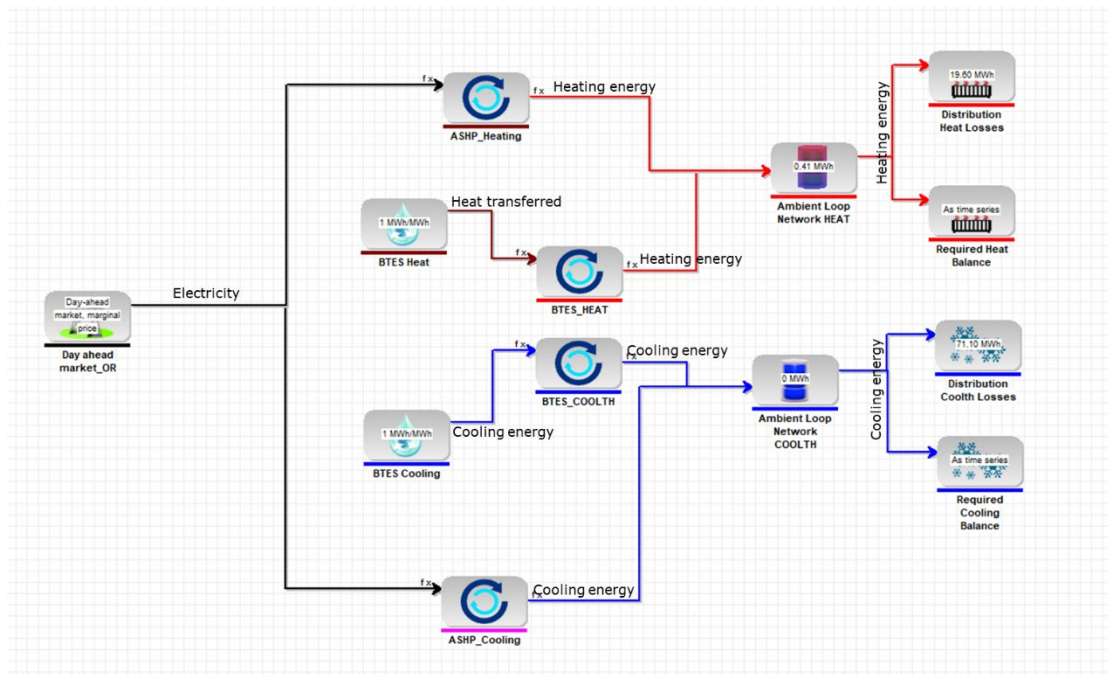 19.60 MWh
Distribution
Heat Losses
f x
ASHP_Heating
f x
Heating energy
Heating energy
0.41 MWh
Ambient Loop
Network HEAT
As time series
Required Heat
Balance
Heat transferred
1 MWh/MWh
BTES Heat
f x
BTES_HEAT
f x
Heating energy
Electricity
Day-ahead
market, marginal
price
Day ahead
market_OR
f x
BTES_COOLTH
Cooling energy
f x
Cooling energy
71.10 MWh
Distribution
Coolth Losses
0 MWh
Ambient Loop
Network
COOLTH
1 MWh/MWh
BTES Cooling
Cooling energy
As time series
Required
Cooling
Balance
f x
ASHP_Cooling
f x
Cooling energy